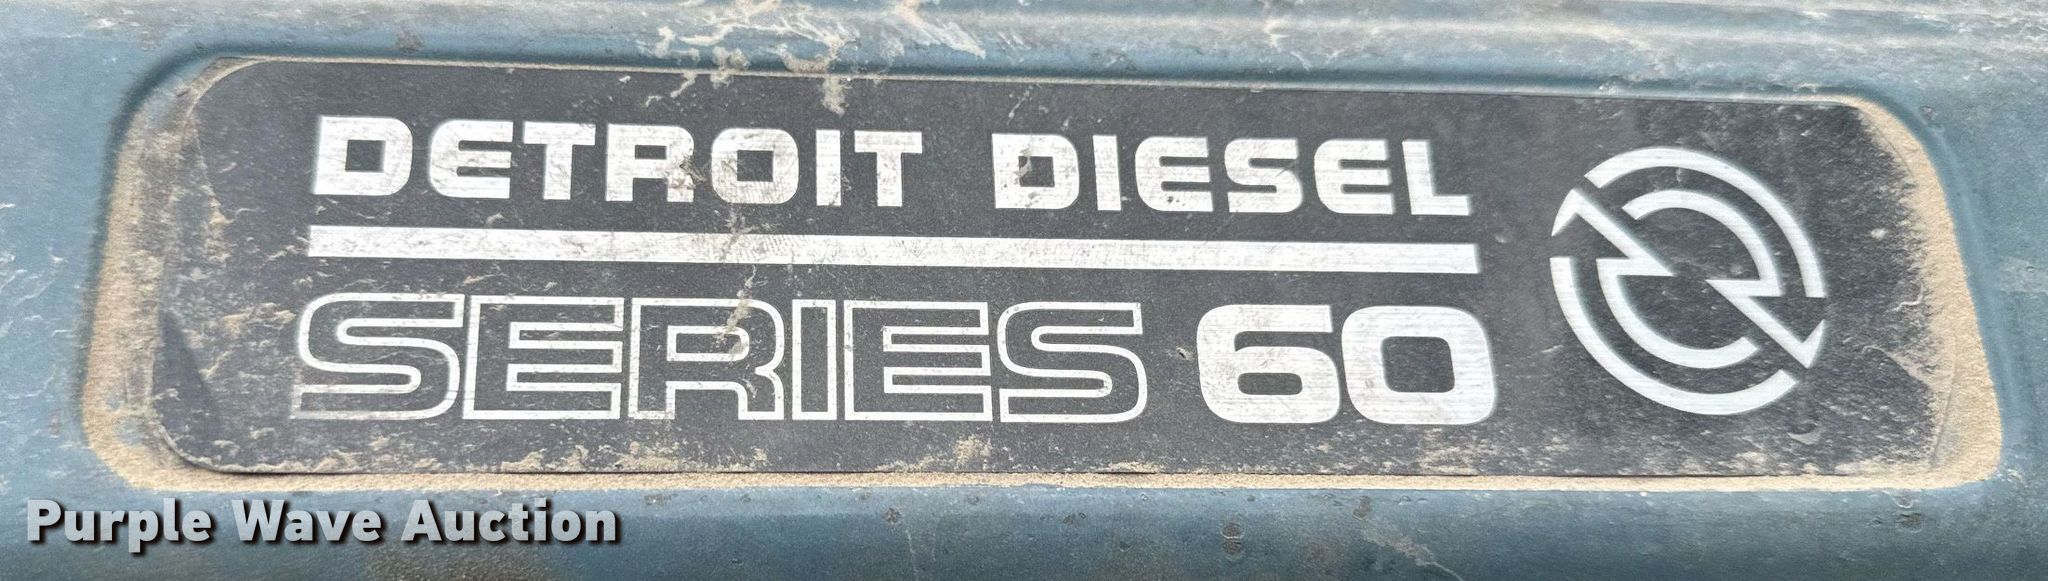 DETROIT DIESEL
SERIES 60
Purple Wave Auction